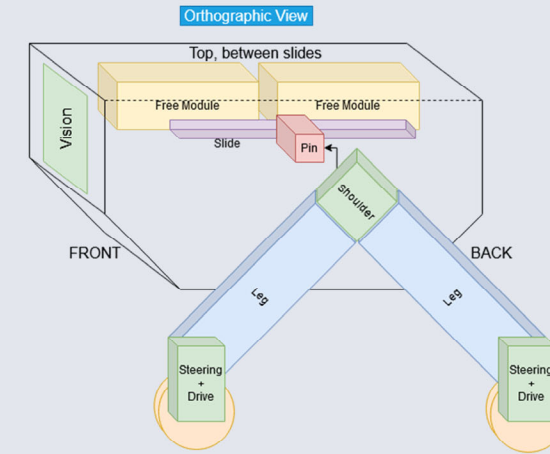 Orthographic View
Top, between slides
Free Module
Free Module
Vision
Slide
Pin
Shoulder
FRONT
BACK
Leg
Leg
Steering
+
Drive
Steering
+
Drive